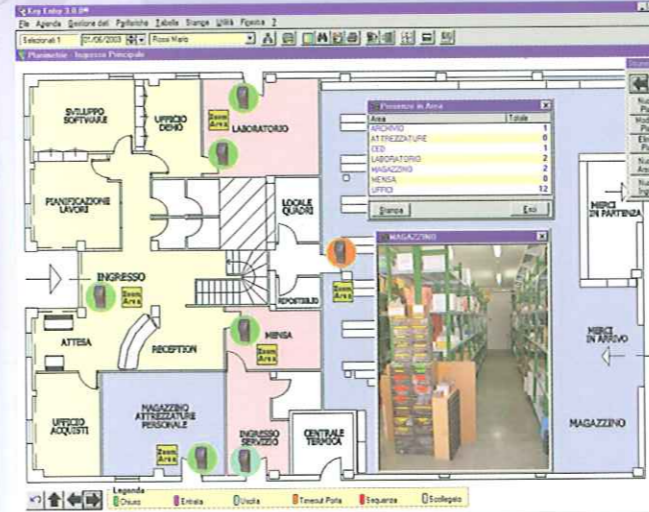 Key Entry 3.0.0
File Agenda Gestione dati Periferiche Tabelle Stampe Utilità Finestra ?
Selezionati:1 01/06/2003 Rossi Mario
Planimetrie - Ingresso Principale
SVILUPPO
SOFTWARE
UFFICIO
DEMO
Zoom
Area
LABORATORIO
PIANIFICAZIONE
LAVORI
LOCALE
QUADRI
INGRESSO
Zoom
Area
RIPOSTIGLIO
Zoom
Area
ATTESA
RECEPTION
MENSA
Zoom
Area
UFFICIO
ACQUISTI
MAGAZZINO
ATTREZZATURE
PERSONALE
Zoom
Area
INGRESSO
SERVIZIO
CENTRALE
TERMICA
Presenze in Area
Area Totale
ARCHIVIO 1
ATTREZZATURE 0
CED 1
LABORATORIO 2
MAGAZZINO 2
MENSA 0
UFFICI 12
Stampa Esci
MAGAZZINO
MERCI
IN PARTENZA
MERCI
IN ARRIVO
MAGAZZINO
Legenda
Chiuso Entrata Uscita Timeout Porta Sequenza Scollegato